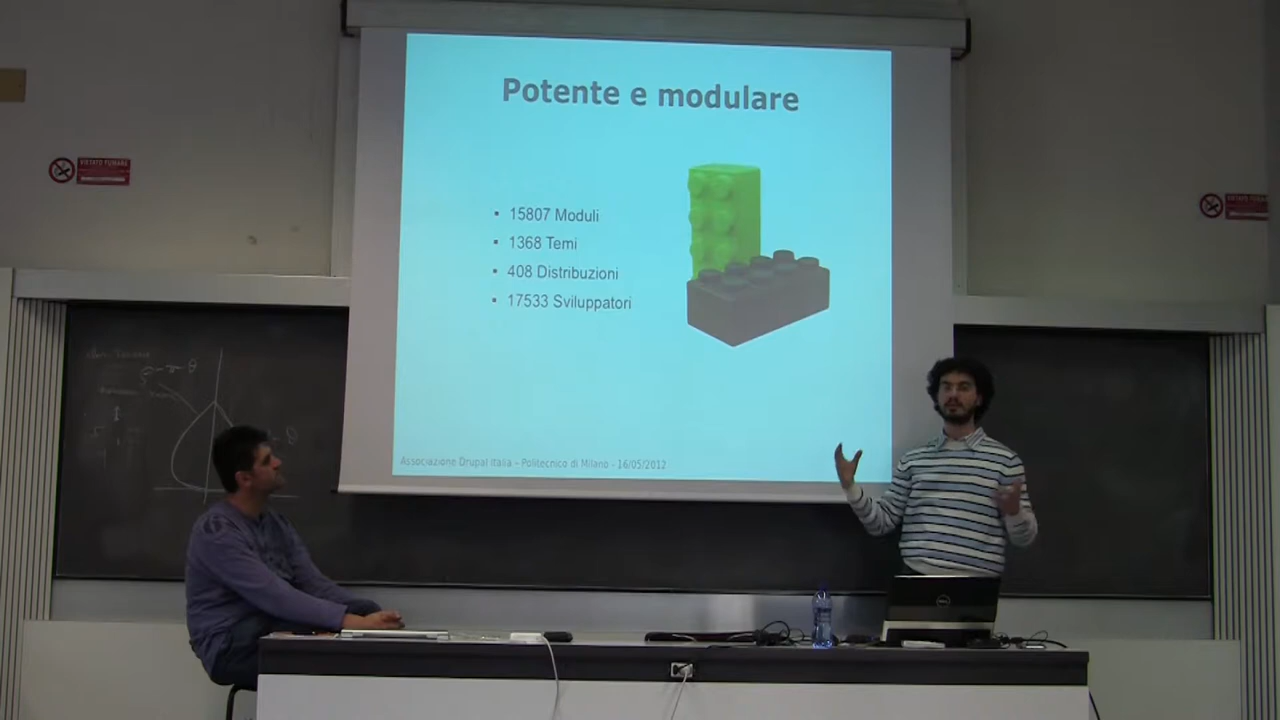 Potente e modulare
VIETATO FUMARE
▪ 15807 Moduli
▪ 1368 Temi
▪ 408 Distribuzioni
▪ 17533 Sviluppatori
Associazione Drupal Italia – Politecnico di Milano - 16/05/2012
DELL